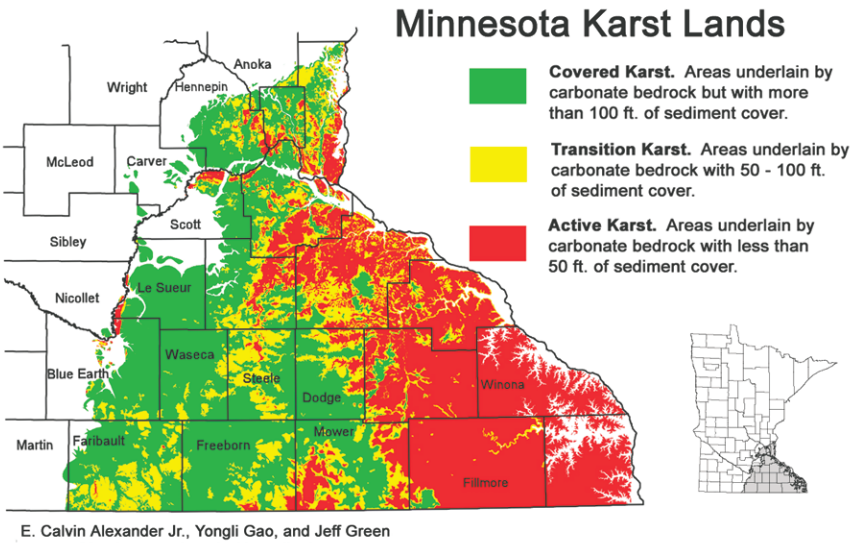 Minnesota Karst Lands
Covered Karst. Areas underlain by
carbonate bedrock but with more
than 100 ft. of sediment cover.
Transition Karst. Areas underlain by
carbonate bedrock with 50 - 100 ft.
of sediment cover.
Active Karst. Areas underlain by
carbonate bedrock with less than
50 ft. of sediment cover.
Anoka
Wright
Hennepin
McLeod
Carver
Scott
Sibley
Le Sueur
Nicollet
Waseca
Blue Earth
Steele
Winona
Dodge
Mower
Martin
Faribault
Freeborn
Fillmore
E. Calvin Alexander Jr., Yongli Gao, and Jeff Green